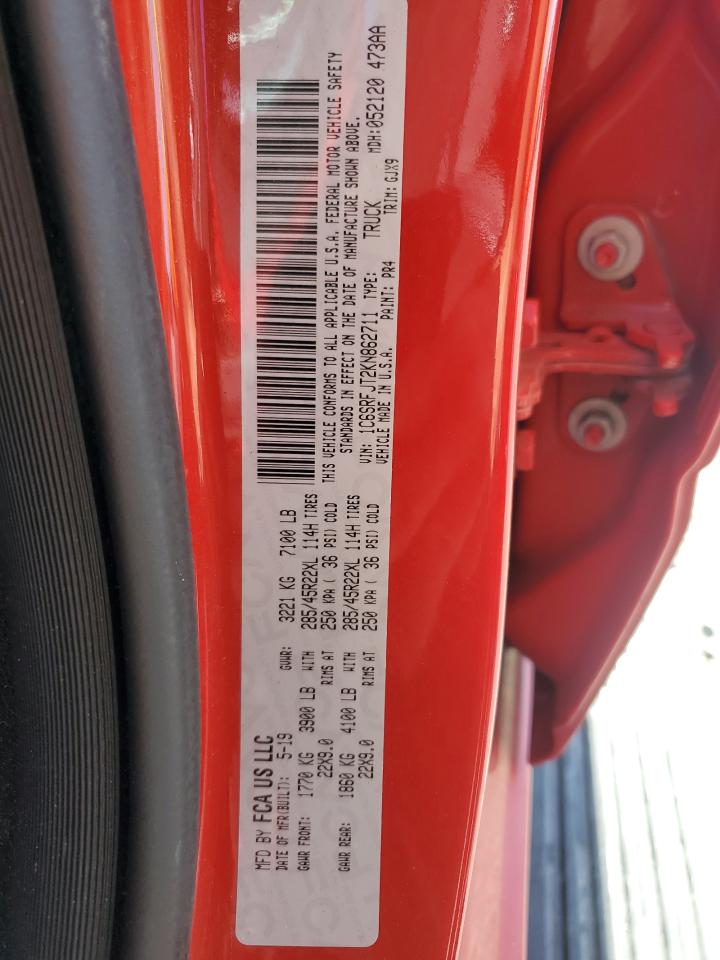 MFD BY FCA US LLC
DATE OF MFR(BUILT): 5-19 GVWR: 3221 KG 7100 LB
GAWR FRONT: 1770 KG 3900 LB WITH 285/45R22XL 114H TIRES
22X9.0 RIMS AT 250 KPA ( 36 PSI) COLD
GAWR REAR: 1860 KG 4100 LB WITH 285/45R22XL 114H TIRES
22X9.0 RIMS AT 250 KPA ( 36 PSI) COLD
THIS VEHICLE CONFORMS TO ALL APPLICABLE U.S.A. FEDERAL MOTOR VEHICLE SAFETY
STANDARDS IN EFFECT ON THE DATE OF MANUFACTURE SHOWN ABOVE.
VIN: 1C6SRFJT2KN862711 TYPE: TRUCK MDH:052120 473AA
VEHICLE MADE IN U.S.A. PAINT: PR4 TRIM: GJX9